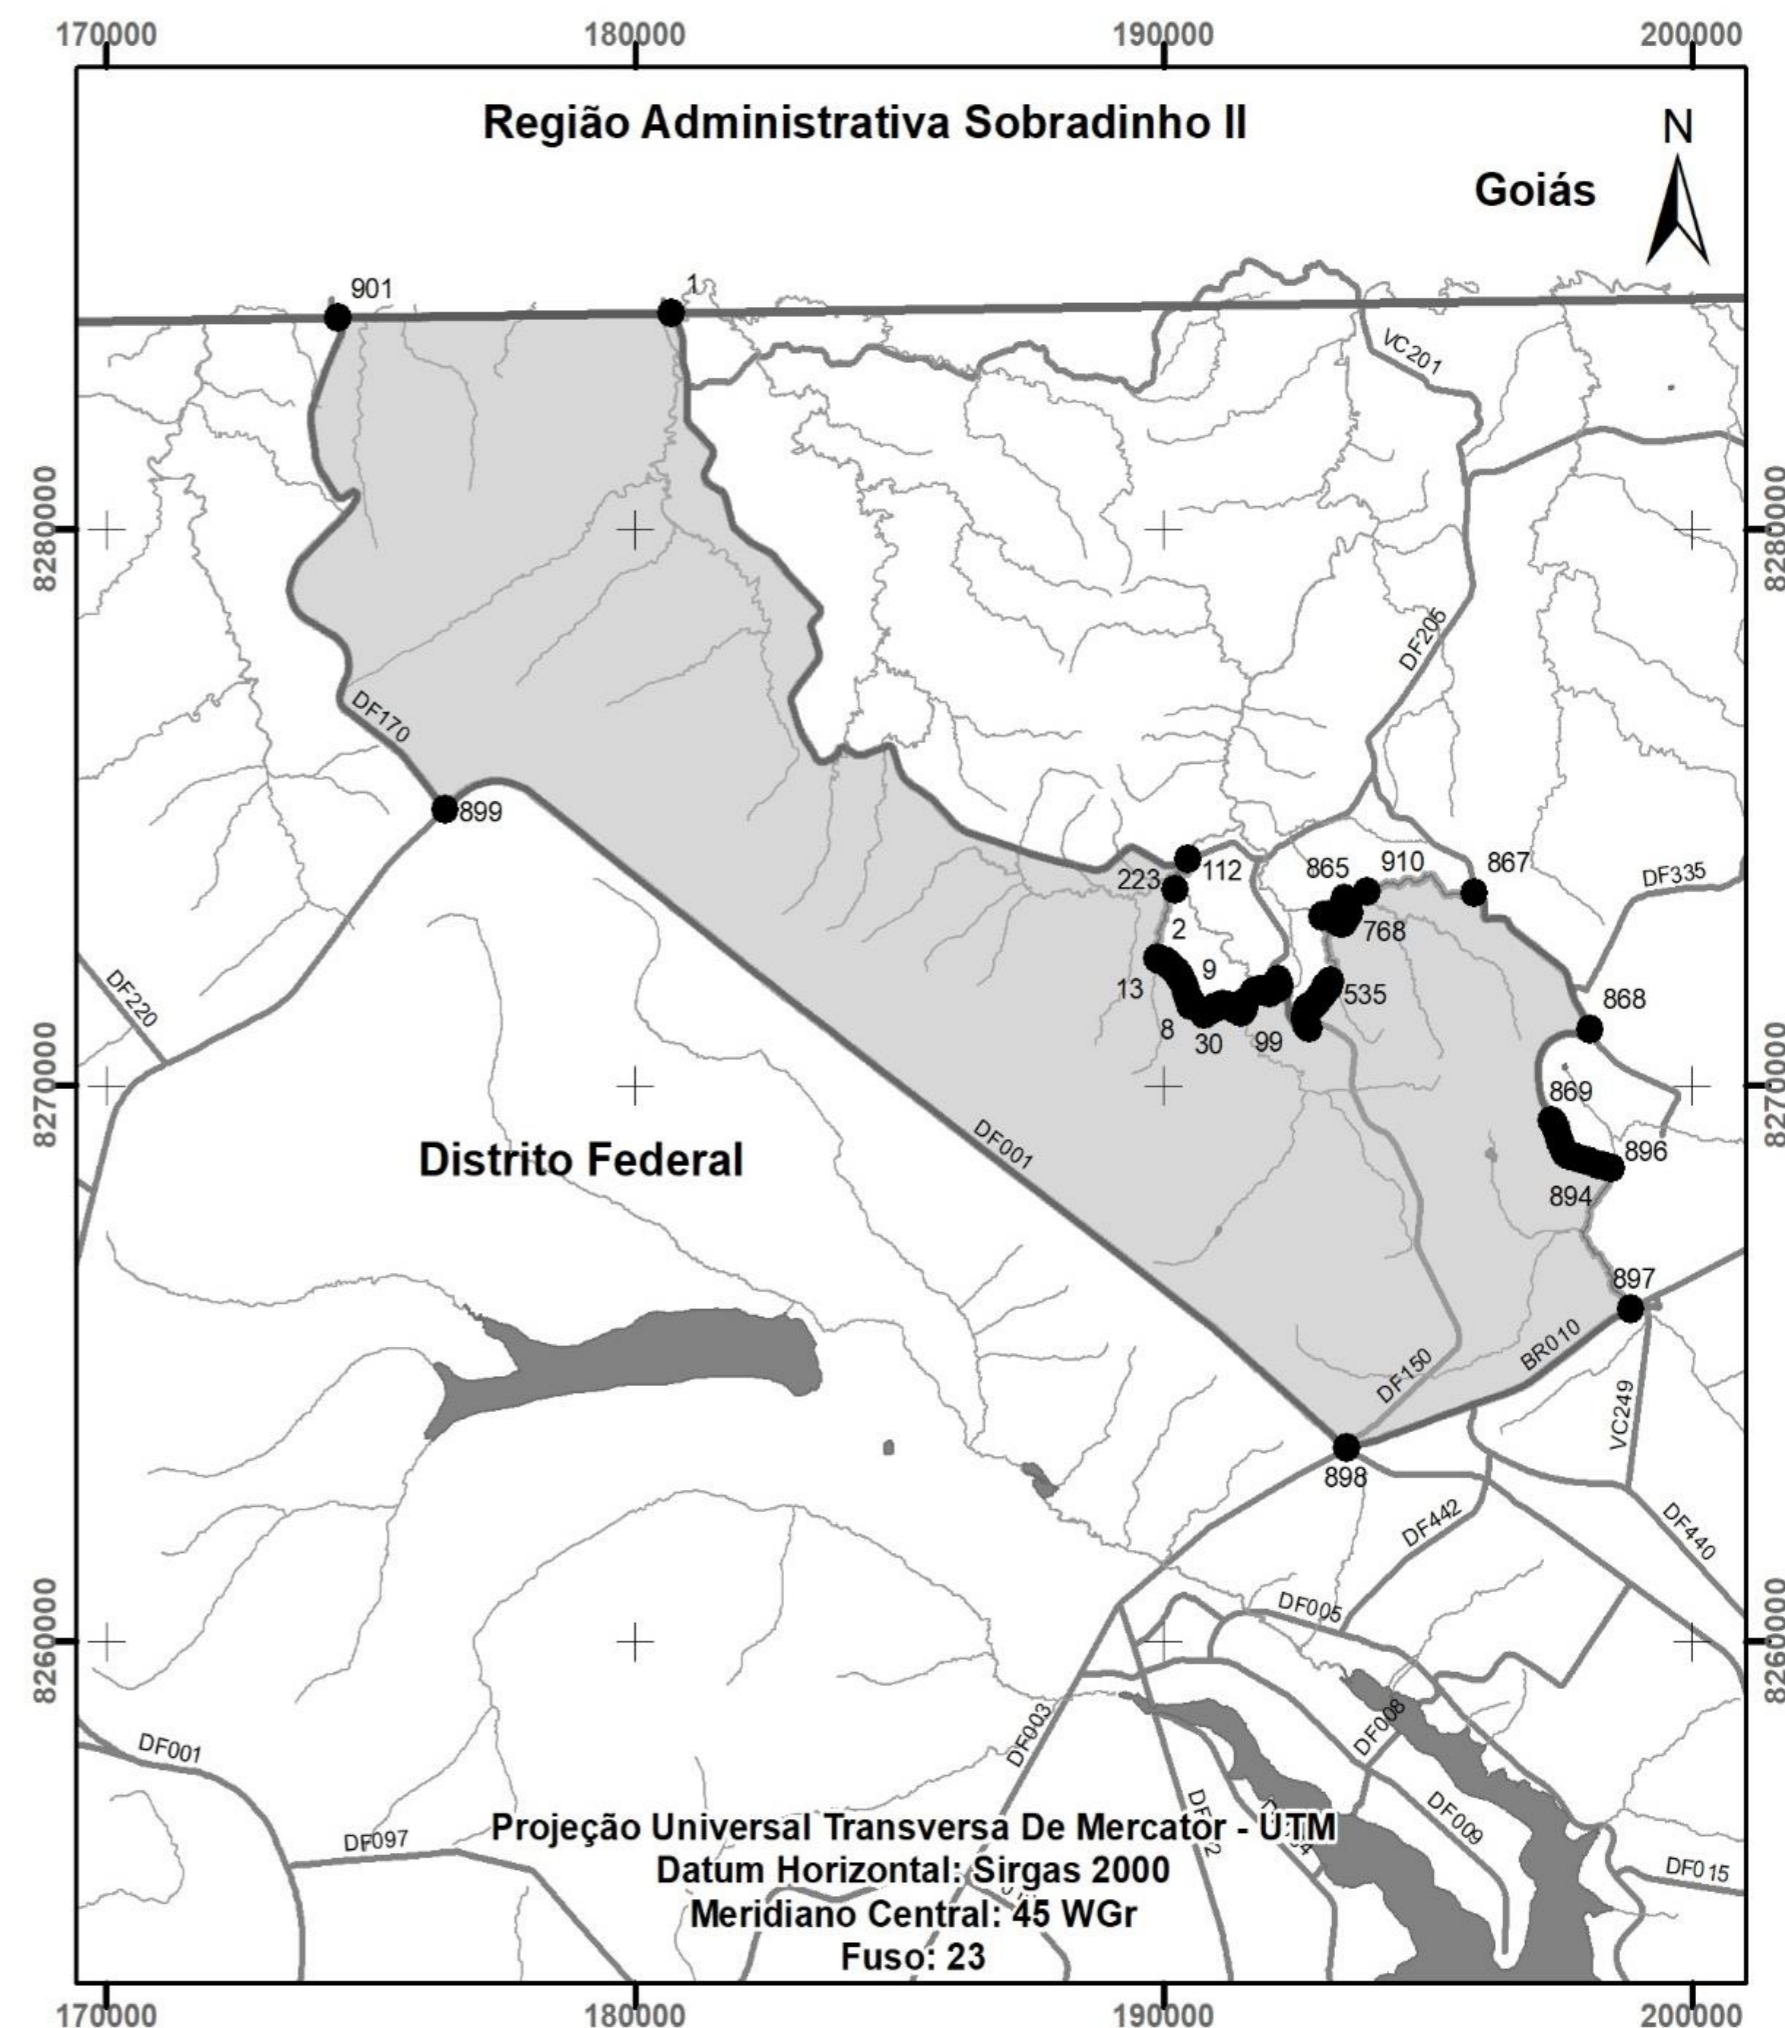 170000
180000
190000
200000
Região Administrativa Sobradinho II
N
Goiás
901
1
VC201
8280000
8280000
DF205
DF170
899
112
223
865
910
867
DF335
2
768
9
13
535
868
DF220
8
30
99
8270000
8270000
869
DF001
Distrito Federal
896
894
897
BR010
DF150
VC249
898
DF442
DF440
DF005
8260000
8260000
DF003
DF008
DF001
DF009
DF097
Projeção Universal Transversa De Mercator - UTM
Datum Horizontal: Sirgas 2000
DF015
Meridiano Central: 45 WGr
Fuso: 23
170000
180000
190000
200000